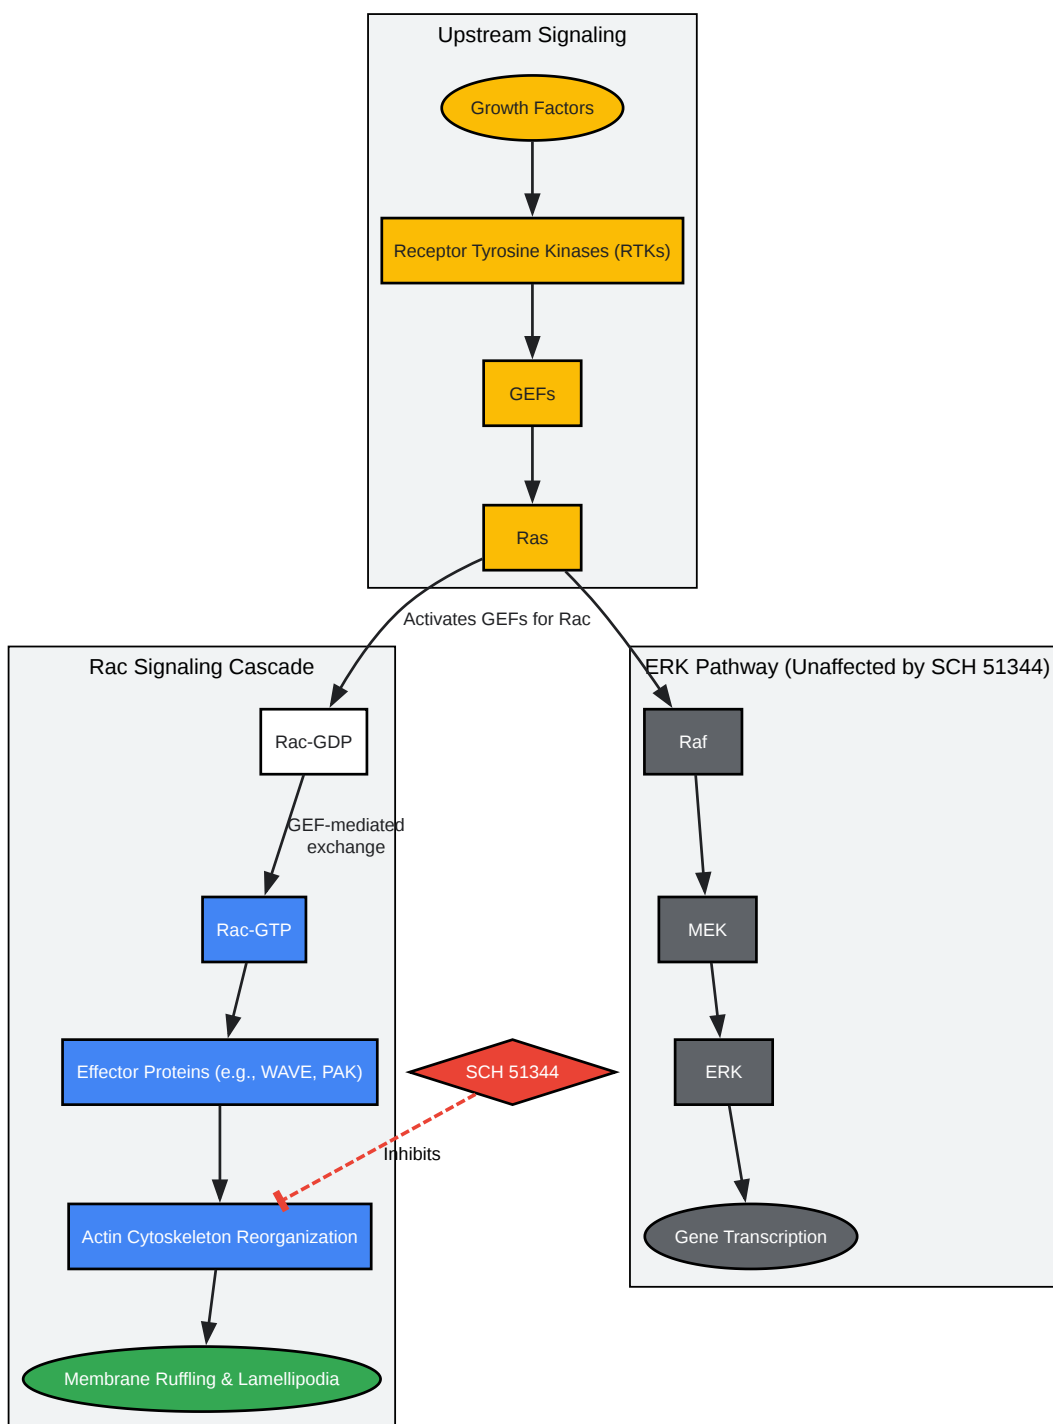 Upstream Signaling
Growth Factors
Receptor Tyrosine Kinases (RTKs)
GEFs
Ras
Activates GEFs for Rac
Rac Signaling Cascade
Rac-GDP
GEF-mediated
exchange
Rac-GTP
Effector Proteins (e.g., WAVE, PAK)
SCH 51344
Inhibits
Actin Cytoskeleton Reorganization
Membrane Ruffling & Lamellipodia
ERK Pathway (Unaffected by SCH 51344)
Raf
MEK
ERK
Gene Transcription